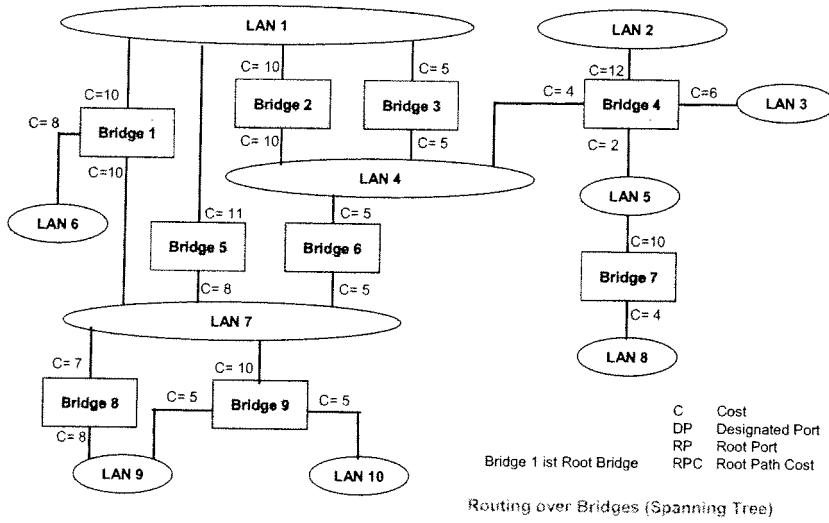 LAN 1
LAN 2
C= 10
C= 5
C=12
C=10
C= 4
C=6
Bridge 2
Bridge 3
Bridge 4
LAN 3
C= 8
Bridge 1
C= 10
C= 5
C= 2
C=10
LAN 4
LAN 5
LAN 6
C= 11
C= 5
C=10
Bridge 5
Bridge 6
Bridge 7
C= 8
C= 5
C= 4
LAN 7
LAN 8
C= 7
C= 10
Bridge 8
C= 5
Bridge 9
C= 5
C= 8
LAN 9
LAN 10
C Cost
DP Designated Port
RP Root Port
Bridge 1 ist Root Bridge
RPC Root Path Cost
Routing over Bridges (Spanning Tree)